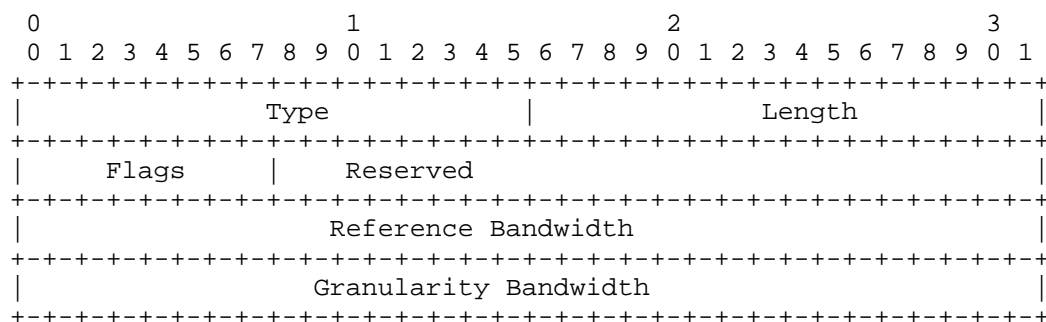 0                   1                   2                   3
 0 1 2 3 4 5 6 7 8 9 0 1 2 3 4 5 6 7 8 9 0 1 2 3 4 5 6 7 8 9 0 1
+-+-+-+-+-+-+-+-+-+-+-+-+-+-+-+-+-+-+-+-+-+-+-+-+-+-+-+-+-+-+-+-+
|               Type            |              Length           |
+-+-+-+-+-+-+-+-+-+-+-+-+-+-+-+-+-+-+-+-+-+-+-+-+-+-+-+-+-+-+-+-+
|     Flags     |    Reserved                                   |
+-+-+-+-+-+-+-+-+-+-+-+-+-+-+-+-+-+-+-+-+-+-+-+-+-+-+-+-+-+-+-+-+
|                   Reference Bandwidth                         |
+-+-+-+-+-+-+-+-+-+-+-+-+-+-+-+-+-+-+-+-+-+-+-+-+-+-+-+-+-+-+-+-+
|                  Granularity Bandwidth                        |
+-+-+-+-+-+-+-+-+-+-+-+-+-+-+-+-+-+-+-+-+-+-+-+-+-+-+-+-+-+-+-+-+